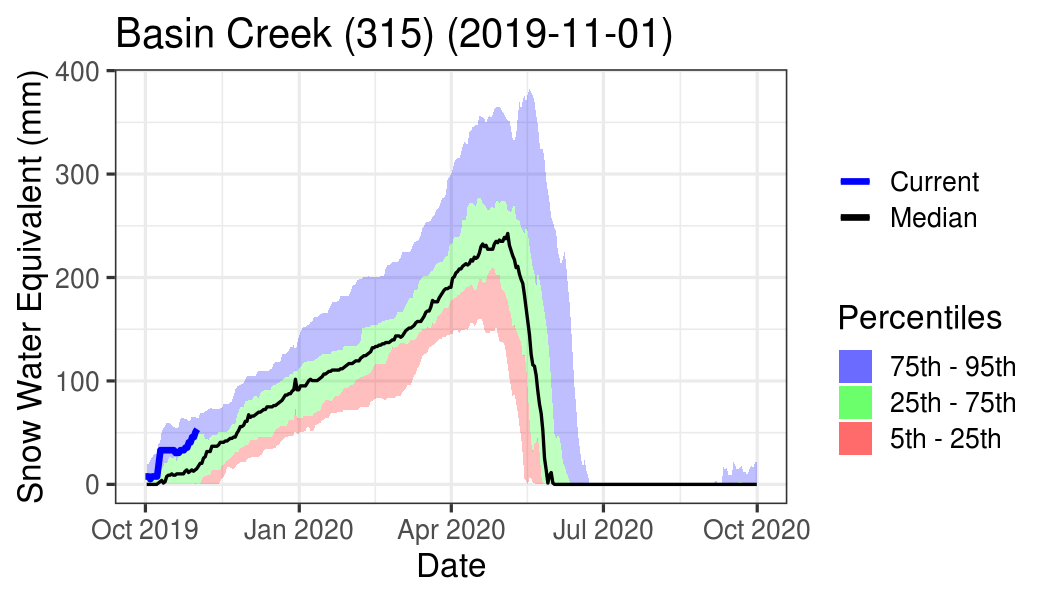 Basin Creek (315) (2019-11-01)
Snow Water Equivalent (mm)
400
300
200
100
0
Oct 2019
Jan 2020
Apr 2020
Jul 2020
Oct 2020
Date
Current
Median
Percentiles
75th - 95th
25th - 75th
5th - 25th